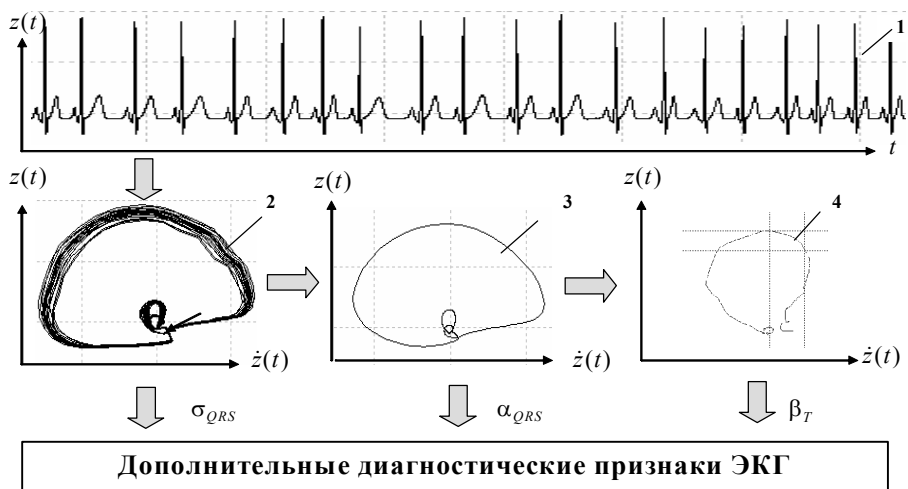 z(t)
1
t
z(t)
2
ż(t)
z(t)
3
ż(t)
z(t)
4
ż(t)
σQRS
αQRS
βT
Дополнительные диагностические признаки ЭКГ